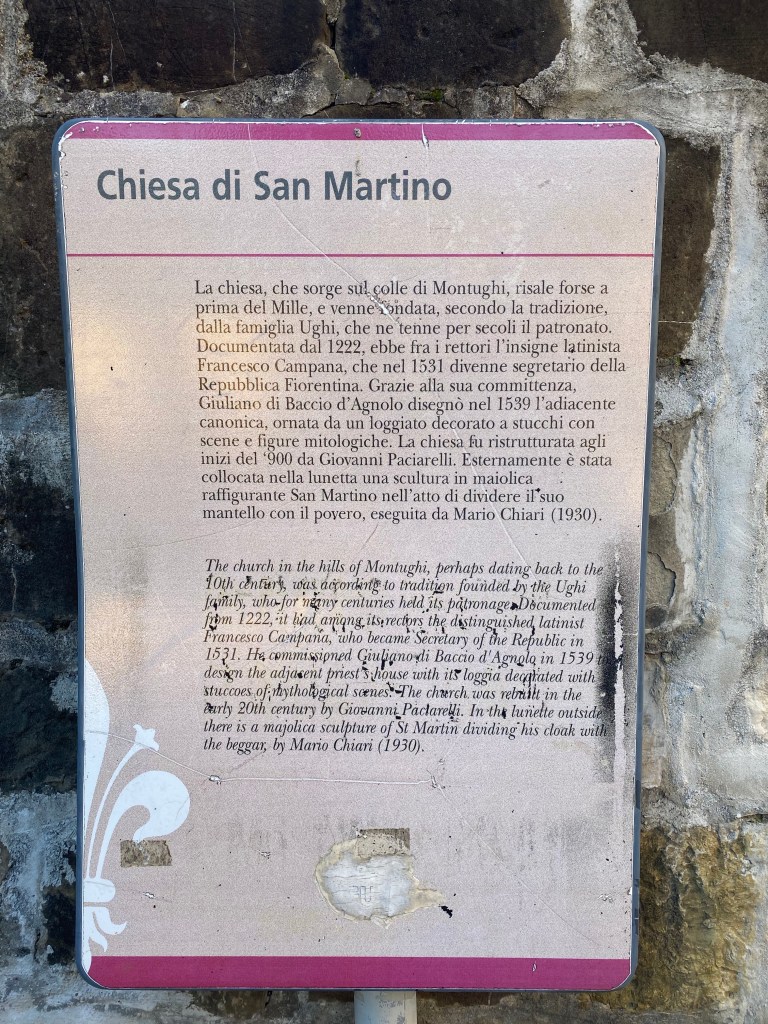 Chiesa di San Martino
La chiesa, che sorge sul colle di Montughi, risale forse a
prima del Mille, e venne fondata, secondo la tradizione,
dalla famiglia Ughi, che ne tenne per secoli il patronato.
Documentata dal 1222, ebbe fra i rettori l'insigne latinista
Francesco Campana, che nel 1531 divenne segretario della
Repubblica Fiorentina. Grazie alla sua committenza,
Giuliano di Baccio d'Agnolo disegnò nel 1539 l'adiacente
canonica, ornata da un loggiato decorato a stucchi con
scene e figure mitologiche. La chiesa fu ristrutturata agli
inizi del '900 da Giovanni Paciarelli. Esternamente è stata
collocata nella lunetta una scultura in maiolica
raffigurante San Martino nell'atto di dividere il suo
mantello con il povero, eseguita da Mario Chiari (1930).
The church in the hills of Montughi, perhaps dating back to the
10th century, was according to tradition founded by the Ughi
family, who for many centuries held its patronage. Documented
from 1222, it had among its rectors the distinguished latinist
Francesco Campana, who became Secretary of the Republic in
1531. He commissioned Giuliano di Baccio d'Agnolo in 1539 to
design the adjacent priest's house with its loggia decorated with
stuccoes of mythological scenes. The church was rebuilt in the
early 20th century by Giovanni Paciarelli. In the lunette outside
there is a majolica sculpture of St Martin dividing his cloak with
the beggar, by Mario Chiari (1930).